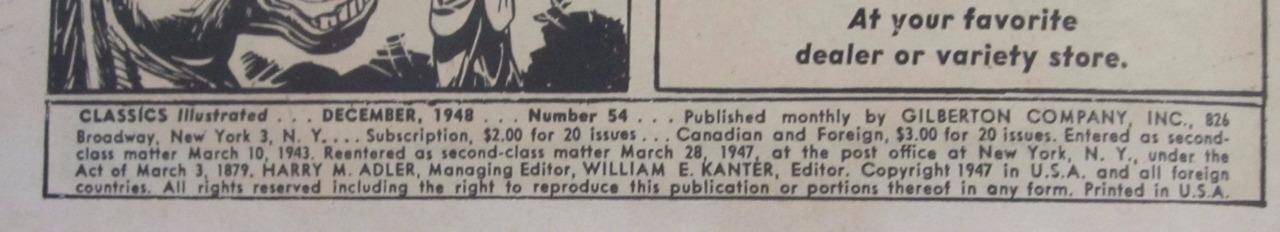 At your favorite
dealer or variety store.
CLASSICS Illustrated . . . DECEMBER, 1948 . . . Number 54 . . . Published monthly by GILBERTON COMPANY, INC., 826
Broadway, New York 3, N. Y.... Subscription, $2.00 for 20 issues . . . Canadian and Foreign, $3.00 for 20 issues. Entered as second-
class matter March 10, 1943. Reentered as second-class matter March 28, 1947, at the post office at New York, N. Y., under the
Act of March 3, 1879. HARRY M. ADLER, Managing Editor, WILLIAM E. KANTER, Editor. Copyright 1947 in U.S.A. and all foreign
countries. All rights reserved including the right to reproduce this publication or portions thereof in any form. Printed in U.S.A.